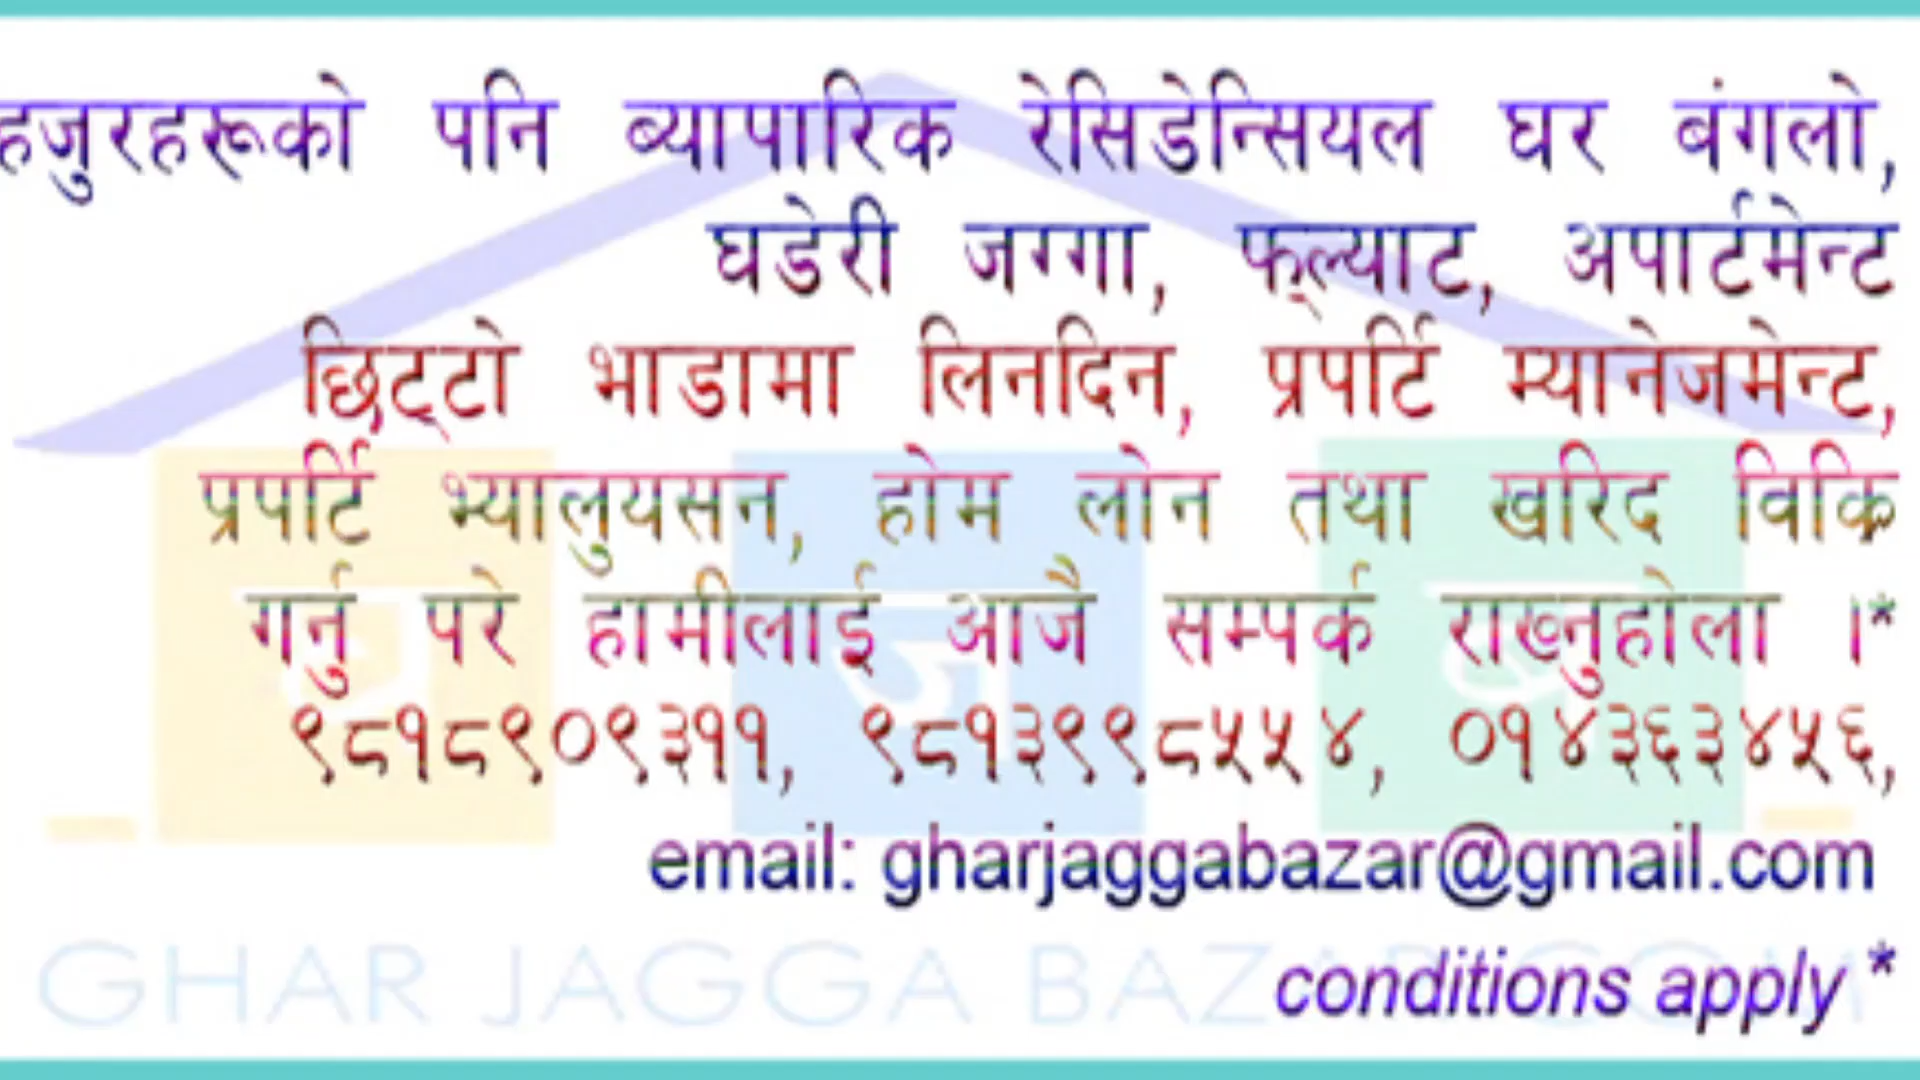 हजुरहरूको पनि व्यापारिक रेसिडेन्सियल घर बंगलो,
घडेरी जग्गा, फ्ल्याट, अपार्टमेन्ट
छिट्टो भाडामा लिनदिन, प्रपर्टि म्यानेजमेन्ट,
प्रपर्टि भ्यालुयसन, होम लोन तथा खरिद विक्रि
गर्नु परे हामीलाई आजै सम्पर्क राख्नुहोला ।*
९८१८९०९३११, ९८१३९९८५५४, ०१४३६३४५६,
email: gharjaggabazar@gmail.com
conditions apply *
घ ज ब
GHAR JAGGA BAZAR.COM